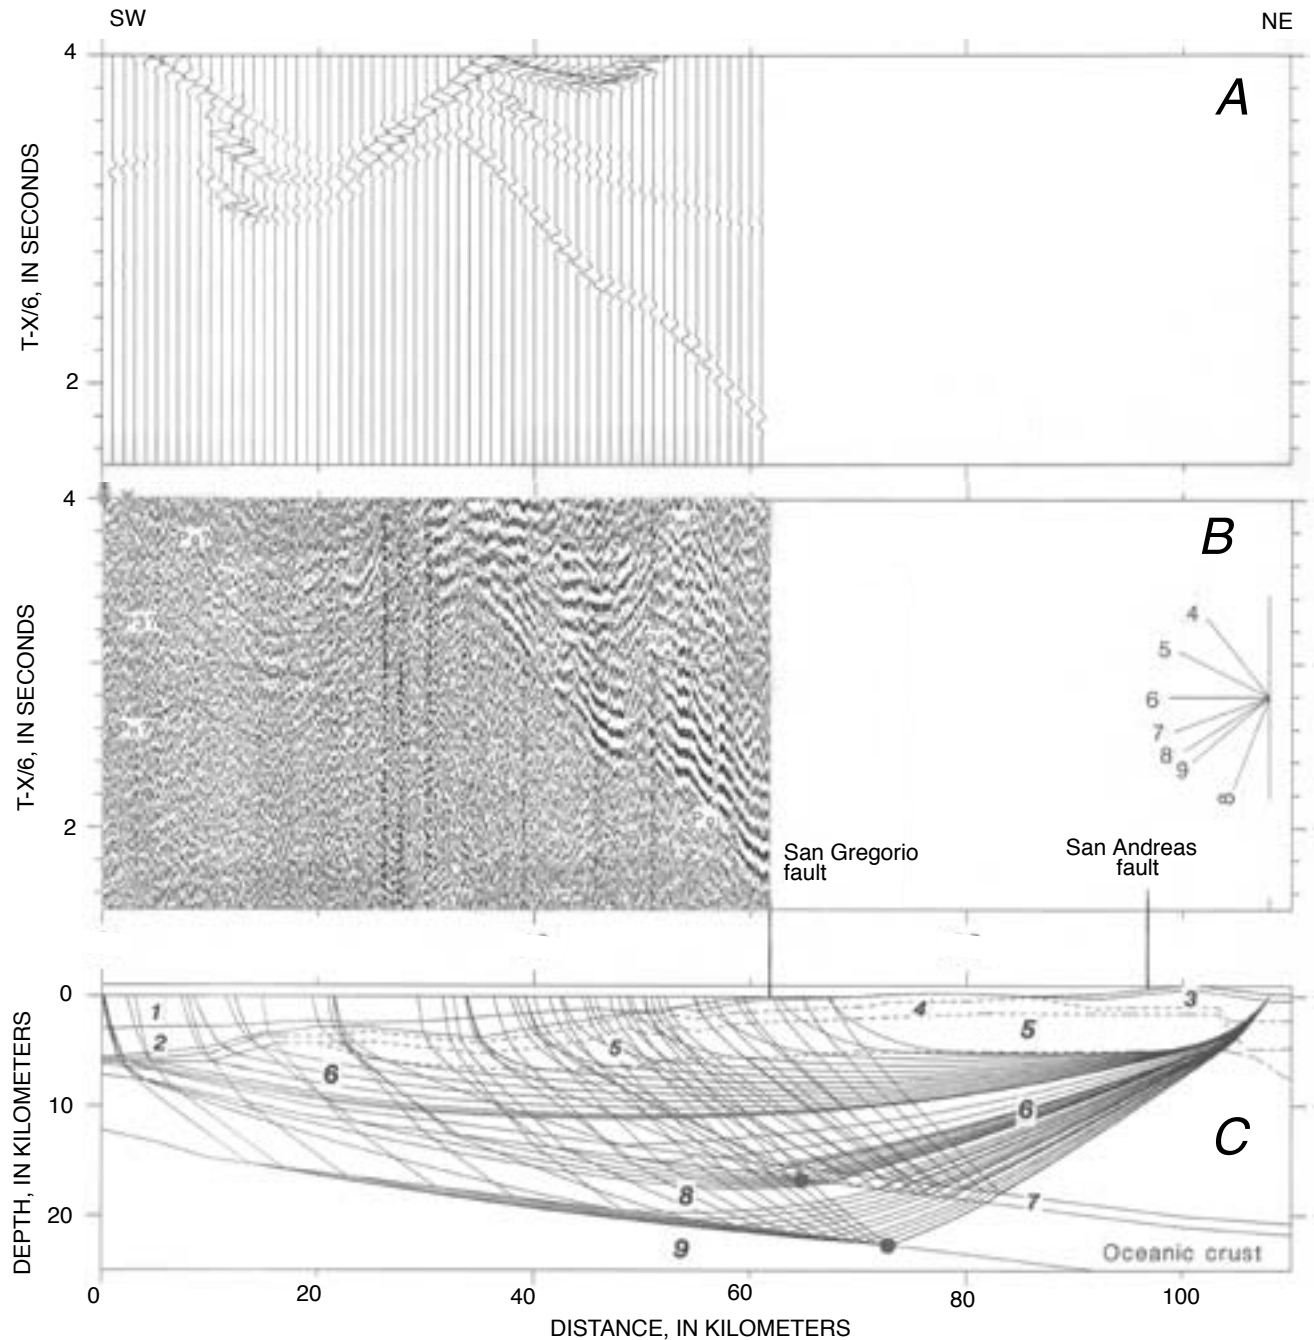 SW
NE
4
A
T-X/6, IN SECONDS
2
4
B
T-X/6, IN SECONDS
4
5
6
7
8
9
8
2
San Gregorio
fault
San Andreas
fault
0
1
2
3
4
5
5
6
DEPTH, IN KILOMETERS
10
6
C
8
7
20
9
Oceanic crust
0
20
40
60
80
100
DISTANCE, IN KILOMETERS